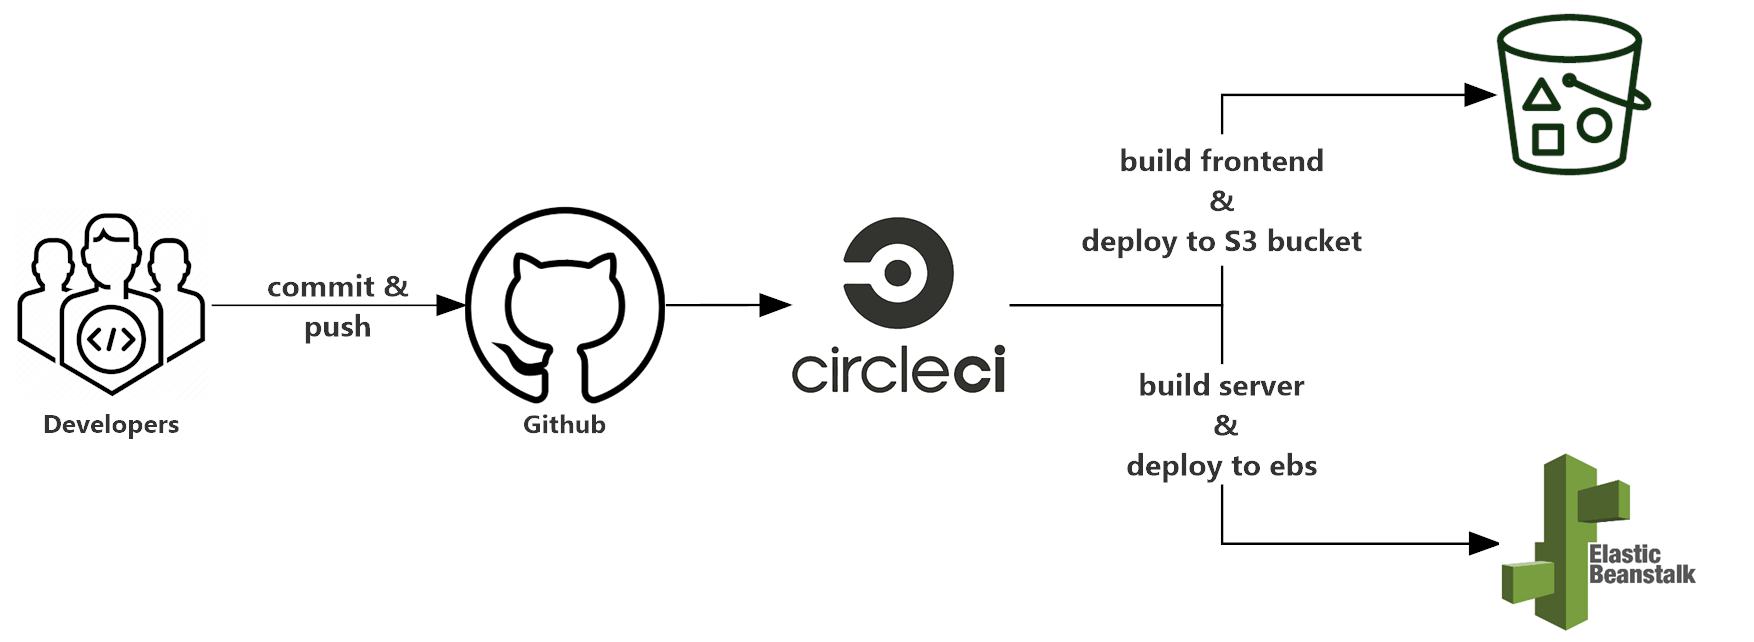 commit &
push
Developers
Github
circleci
build frontend
&
deploy to S3 bucket
build server
&
deploy to ebs
Elastic
Beanstalk